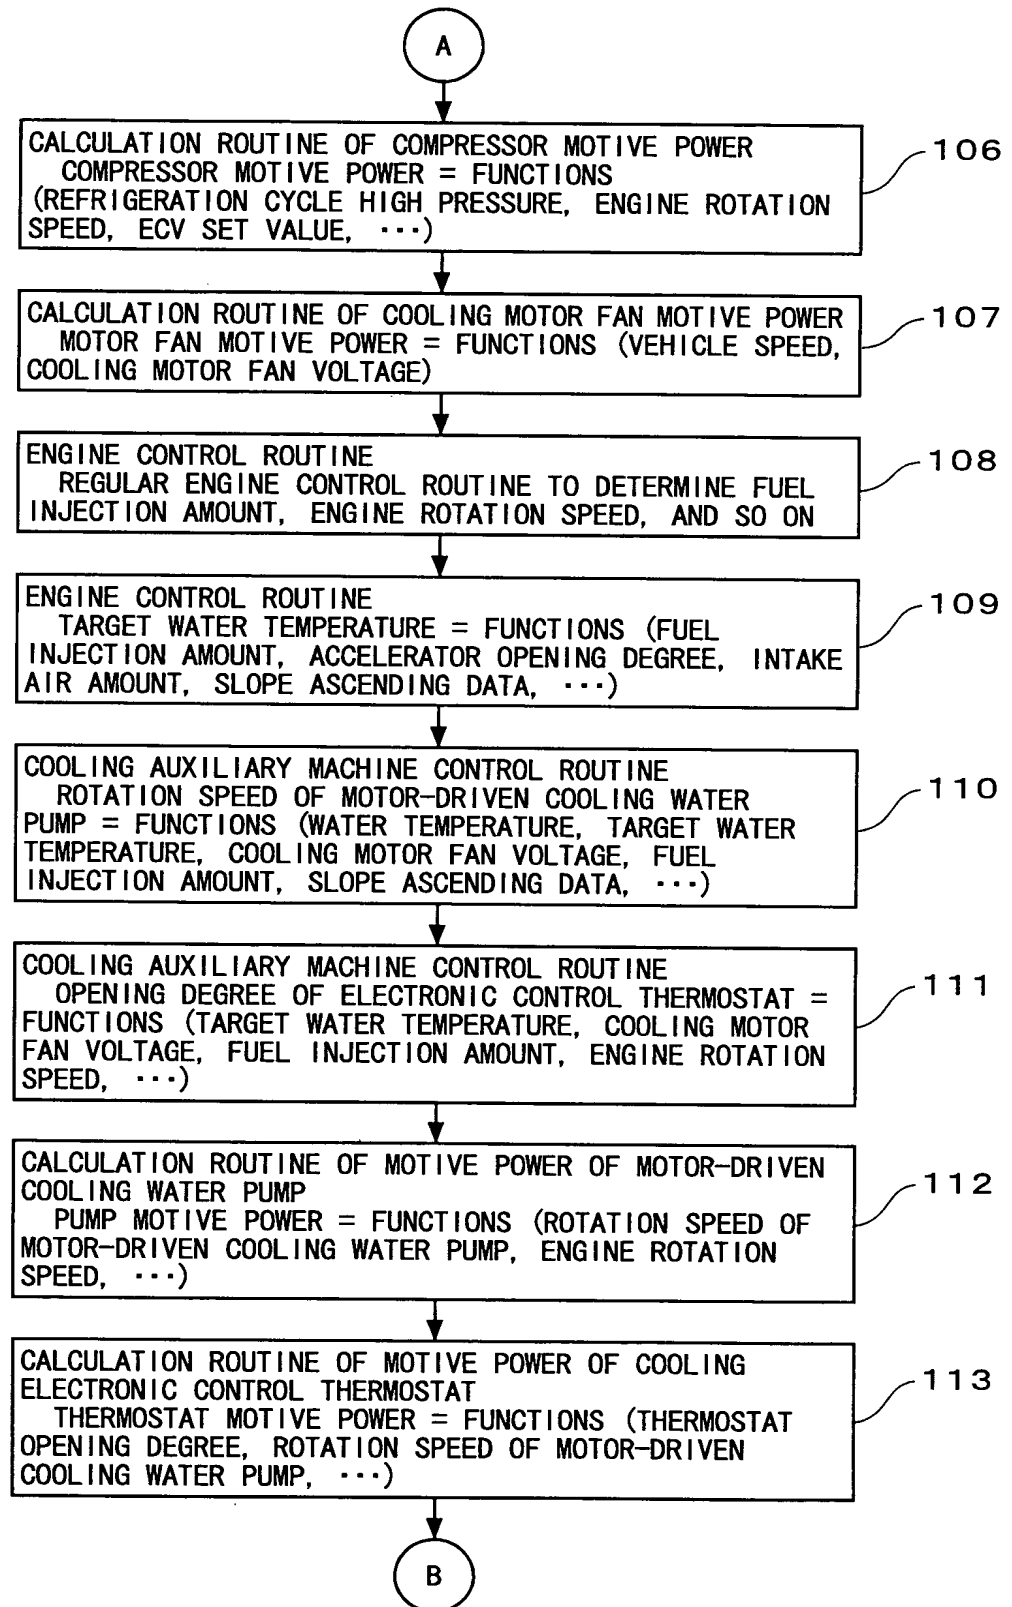 A
CALCULATION ROUTINE OF COMPRESSOR MOTIVE POWER
COMPRESSOR MOTIVE POWER = FUNCTIONS
(REFRIGERATION CYCLE HIGH PRESSURE, ENGINE ROTATION
SPEED, ECV SET VALUE, ···)
106
CALCULATION ROUTINE OF COOLING MOTOR FAN MOTIVE POWER
MOTOR FAN MOTIVE POWER = FUNCTIONS (VEHICLE SPEED,
COOLING MOTOR FAN VOLTAGE)
107
ENGINE CONTROL ROUTINE
REGULAR ENGINE CONTROL ROUTINE TO DETERMINE FUEL
INJECTION AMOUNT, ENGINE ROTATION SPEED, AND SO ON
108
ENGINE CONTROL ROUTINE
TARGET WATER TEMPERATURE = FUNCTIONS (FUEL
INJECTION AMOUNT, ACCELERATOR OPENING DEGREE, INTAKE
AIR AMOUNT, SLOPE ASCENDING DATA, ···)
109
COOLING AUXILIARY MACHINE CONTROL ROUTINE
ROTATION SPEED OF MOTOR-DRIVEN COOLING WATER
PUMP = FUNCTIONS (WATER TEMPERATURE, TARGET WATER
TEMPERATURE, COOLING MOTOR FAN VOLTAGE, FUEL
INJECTION AMOUNT, SLOPE ASCENDING DATA, ···)
110
COOLING AUXILIARY MACHINE CONTROL ROUTINE
OPENING DEGREE OF ELECTRONIC CONTROL THERMOSTAT =
FUNCTIONS (TARGET WATER TEMPERATURE, COOLING MOTOR
FAN VOLTAGE, FUEL INJECTION AMOUNT, ENGINE ROTATION
SPEED, ···)
111
CALCULATION ROUTINE OF MOTIVE POWER OF MOTOR-DRIVEN
COOLING WATER PUMP
PUMP MOTIVE POWER = FUNCTIONS (ROTATION SPEED OF
MOTOR-DRIVEN COOLING WATER PUMP, ENGINE ROTATION
SPEED, ···)
112
CALCULATION ROUTINE OF MOTIVE POWER OF COOLING
ELECTRONIC CONTROL THERMOSTAT
THERMOSTAT MOTIVE POWER = FUNCTIONS (THERMOSTAT
OPENING DEGREE, ROTATION SPEED OF MOTOR-DRIVEN
COOLING WATER PUMP, ···)
113
B